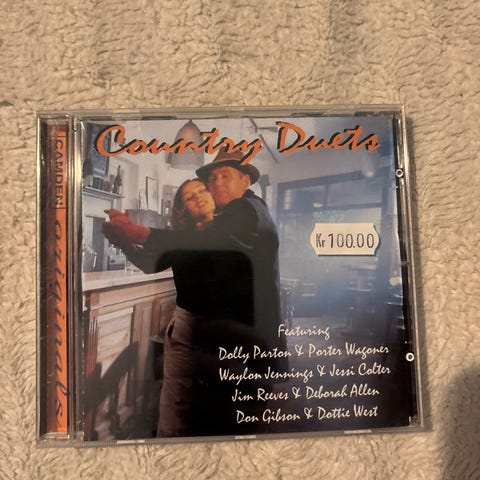 Country Duets
CAMDEN originals
Kr 100.00
Featuring
Dolly Parton & Porter Wagoner
Waylon Jennings & Jessi Colter
Jim Reeves & Deborah Allen
Don Gibson & Dottie West